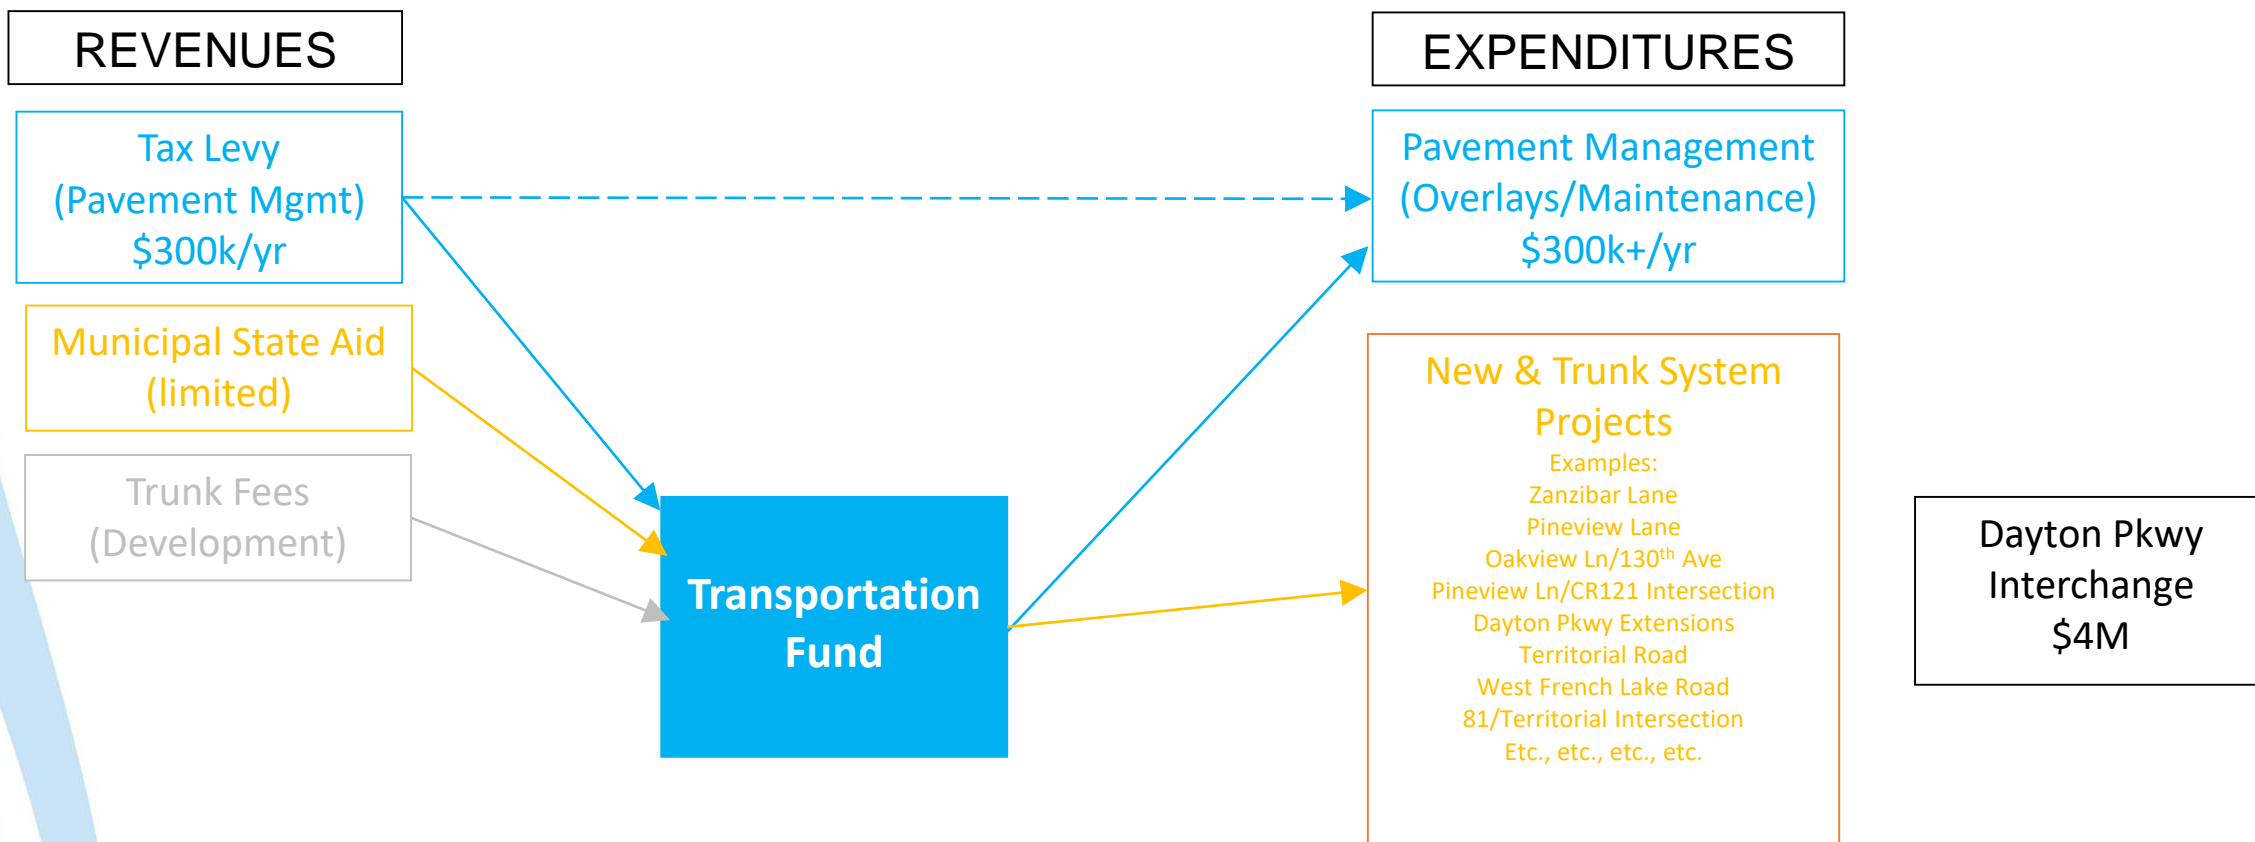 REVENUES
Tax Levy
(Pavement Mgmt)
$300k/yr
Municipal State Aid
(limited)
Trunk Fees
(Development)
Transportation
Fund
EXPENDITURES
Pavement Management
(Overlays/Maintenance)
$300k+/yr
New & Trunk System
Projects
Examples:
Zanzibar Lane
Pineview Lane
Oakview Ln/130th Ave
Pineview Ln/CR121 Intersection
Dayton Pkwy Extensions
Territorial Road
West French Lake Road
81/Territorial Intersection
Etc., etc., etc., etc.
Dayton Pkwy
Interchange
$4M